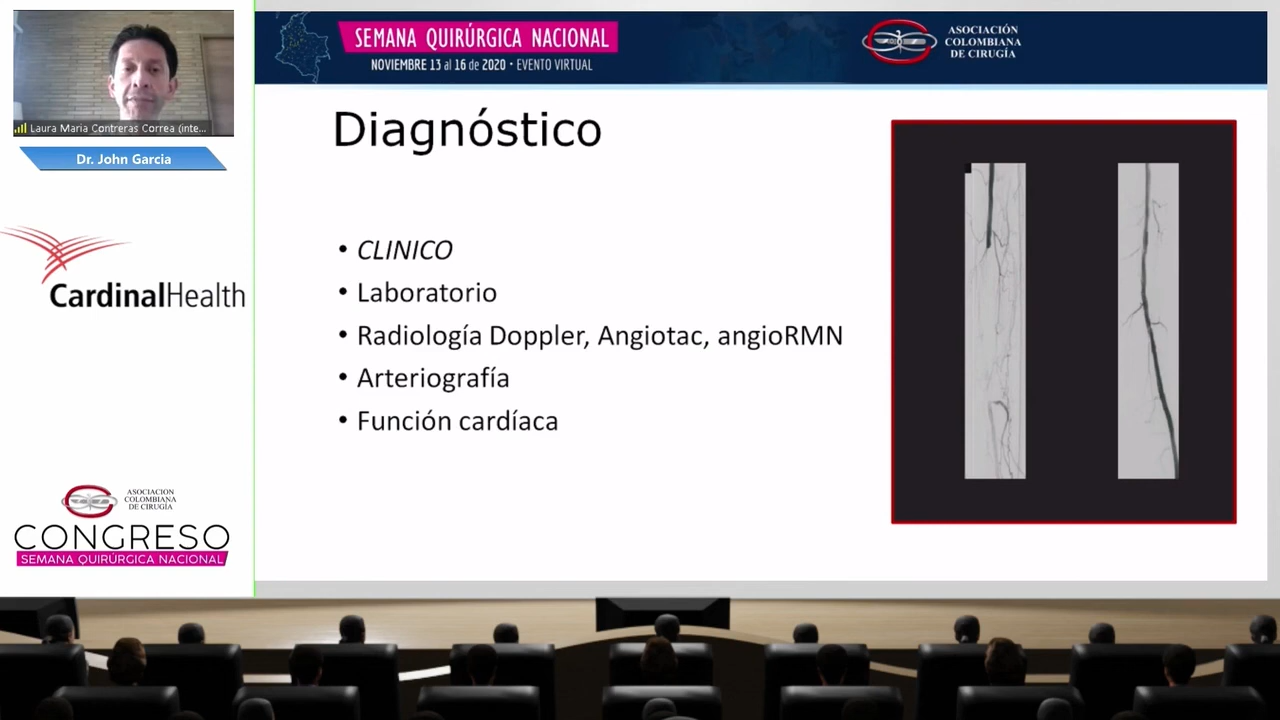 Laura Maria Contreras Correa (inte...
Dr. John Garcia
CardinalHealth
ASOCIACION
COLOMBIANA
DE CIRUGÍA
CONGRESO
SEMANA QUIRÚRGICA NACIONAL
SEMANA QUIRÚRGICA NACIONAL
NOVIEMBRE 13 al 16 de 2020 • EVENTO VIRTUAL
ASOCIACIÓN
COLOMBIANA
DE CIRUGÍA
Diagnóstico
• CLINICO
• Laboratorio
• Radiología Doppler, Angiotac, angioRMN
• Arteriografía
• Función cardíaca